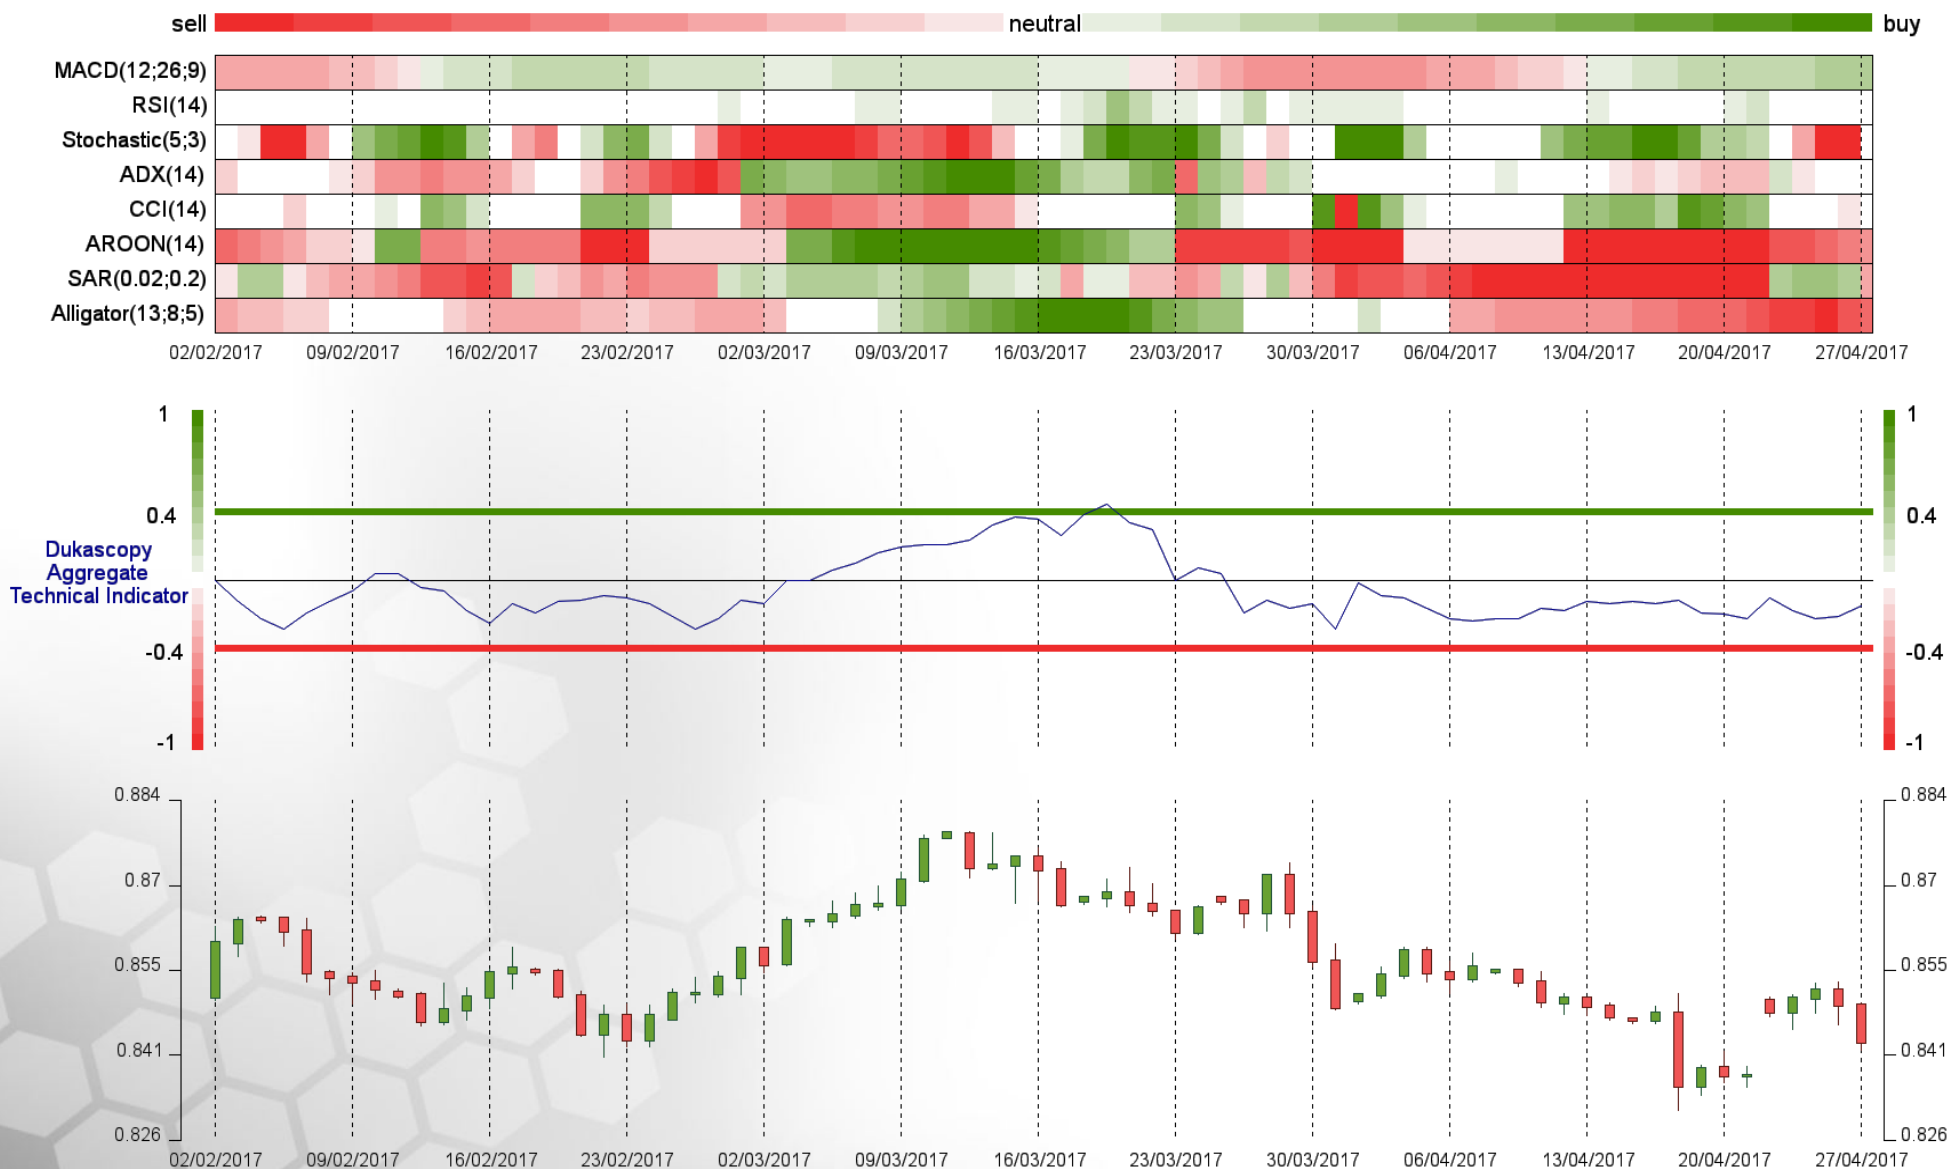 sell neutral buy
MACD(12;26;9)
RSI(14)
Stochastic(5;3)
ADX(14)
CCI(14)
AROON(14)
SAR(0.02;0.2)
Alligator(13;8;5)
02/02/2017 09/02/2017 16/02/2017 23/02/2017 02/03/2017 09/03/2017 16/03/2017 23/03/2017 30/03/2017 06/04/2017 13/04/2017 20/04/2017 27/04/2017
1 1
0.4 0.4
Dukascopy
Aggregate
Technical Indicator
-0.4 -0.4
-1 -1
0.884 0.884
0.87 0.87
0.855 0.855
0.841 0.841
0.826 0.826
02/02/2017 09/02/2017 16/02/2017 23/02/2017 02/03/2017 09/03/2017 16/03/2017 23/03/2017 30/03/2017 06/04/2017 13/04/2017 20/04/2017 27/04/2017